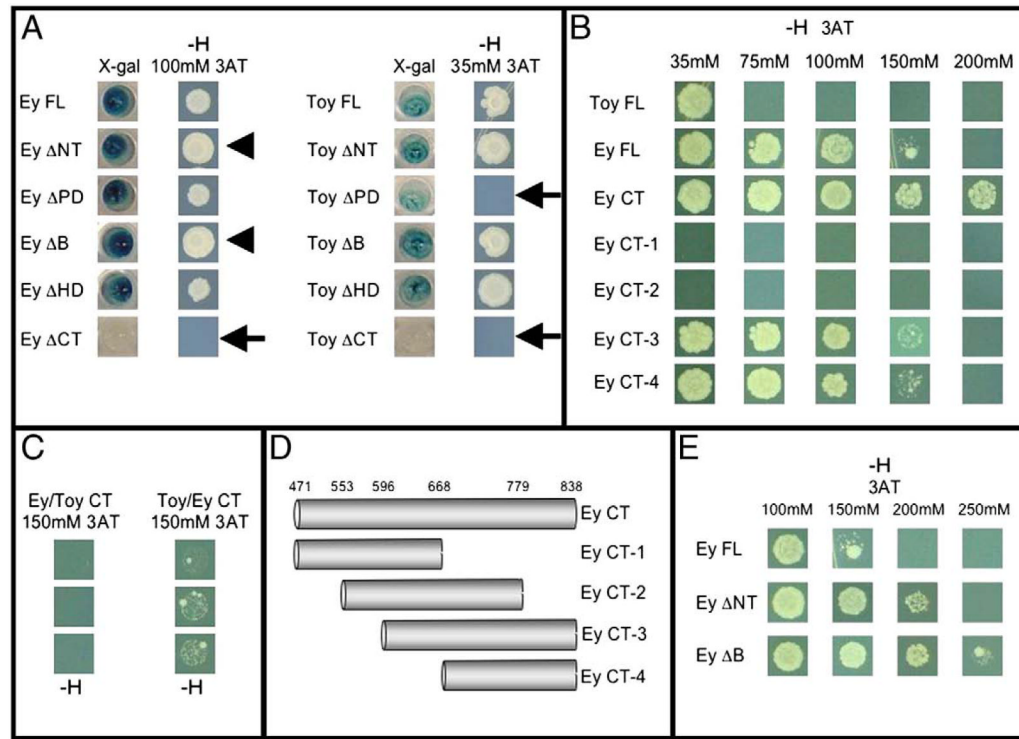 A
-H
-H
X-gal 100mM 3AT
X-gal 35mM 3AT
Ey FL
Toy FL
Ey ΔNT
Toy ΔNT
Ey ΔPD
Toy ΔPD
Ey ΔB
Toy ΔB
Ey ΔHD
Toy ΔHD
Ey ΔCT
Toy ΔCT
B
-H 3AT
35mM 75mM 100mM 150mM 200mM
Toy FL
Ey FL
Ey CT
Ey CT-1
Ey CT-2
Ey CT-3
Ey CT-4
C
Ey/Toy CT Toy/Ey CT
150mM 3AT 150mM 3AT
-H -H
D
471 553 596 668 779 838
Ey CT
Ey CT-1
Ey CT-2
Ey CT-3
Ey CT-4
E
-H
3AT
100mM 150mM 200mM 250mM
Ey FL
Ey ΔNT
Ey ΔB